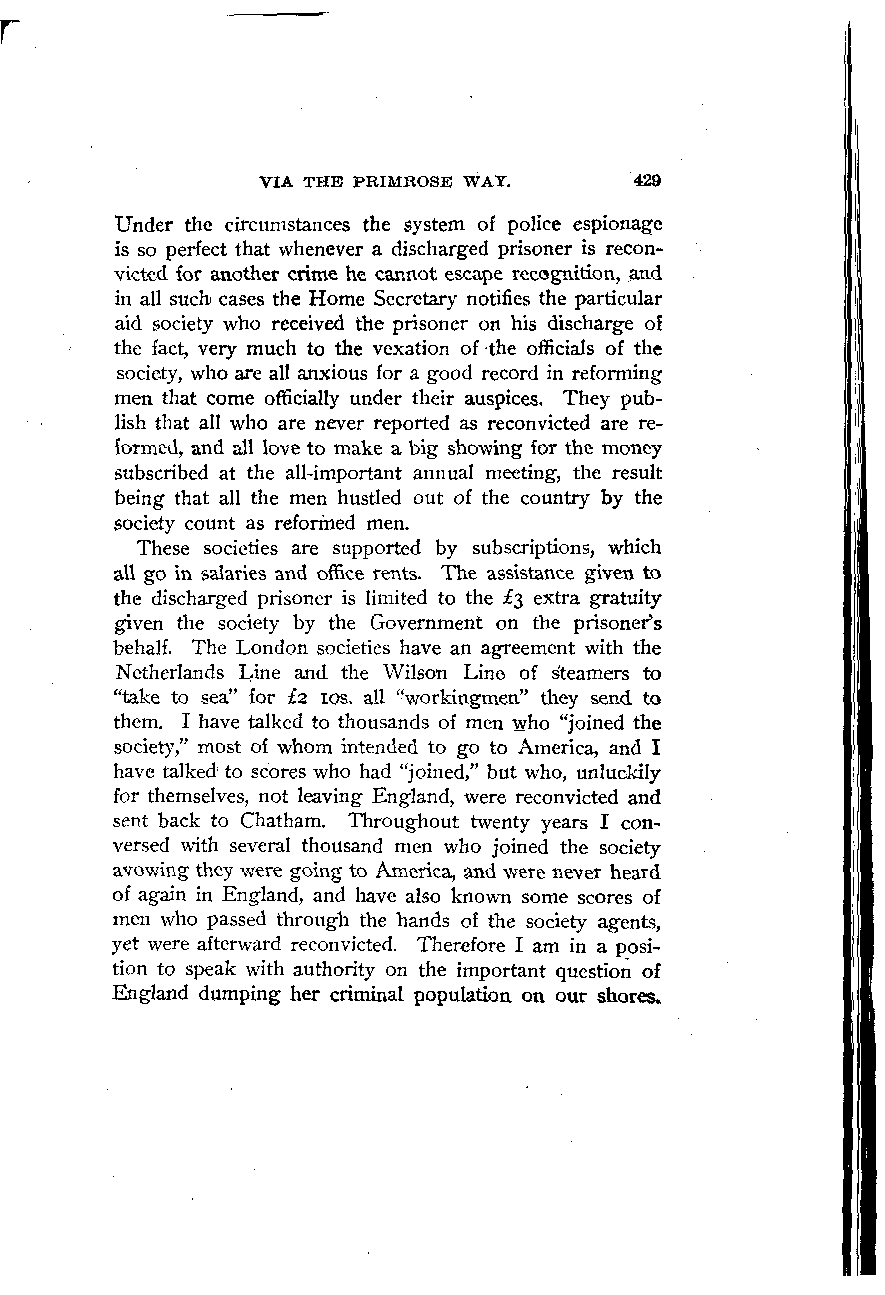 VIA THE PRIMROSE WAY. 429
Under the circumstances the system of police espionage
is so perfect that whenever a discharged prisoner is recon-
victed for another crime he cannot escape recognition, and
in all such cases the Home Secretary notifies the particular
aid society who received the prisoner on his discharge of
the fact, very much to the vexation of the officials of the
society, who are all anxious for a good record in reforming
men that come officially under their auspices. They pub-
lish that all who are never reported as reconvicted are re-
formed, and all love to make a big showing for the money
subscribed at the all-important annual meeting, the result
being that all the men hustled out of the country by the
society count as reformed men.
These societies are supported by subscriptions, which
all go in salaries and office rents. The assistance given to
the discharged prisoner is limited to the £3 extra gratuity
given the society by the Government on the prisoner's
behalf. The London societies have an agreement with the
Netherlands Line and the Wilson Line of steamers to
"take to sea" for £2 10s. all "workingmen" they send to
them. I have talked to thousands of men who "joined the
society," most of whom intended to go to America, and I
have talked to scores who had "joined," but who, unluckily
for themselves, not leaving England, were reconvicted and
sent back to Chatham. Throughout twenty years I con-
versed with several thousand men who joined the society
avowing they were going to America, and were never heard
of again in England, and have also known some scores of
men who passed through the hands of the society agents,
yet were afterward reconvicted. Therefore I am in a posi-
tion to speak with authority on the important question of
England dumping her criminal population on our shores.